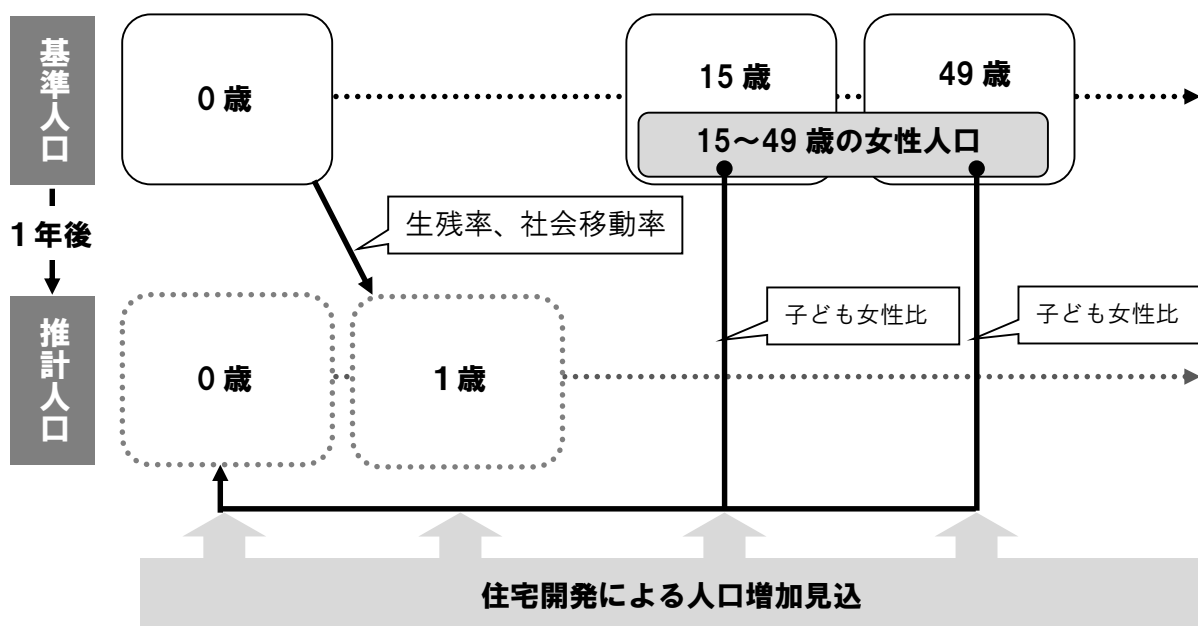 基準人口
0歳
15歳
49歳
15～49歳の女性人口
1年後
生残率、社会移動率
子ども女性比
子ども女性比
推計人口
0歳
1歳
住宅開発による人口増加見込